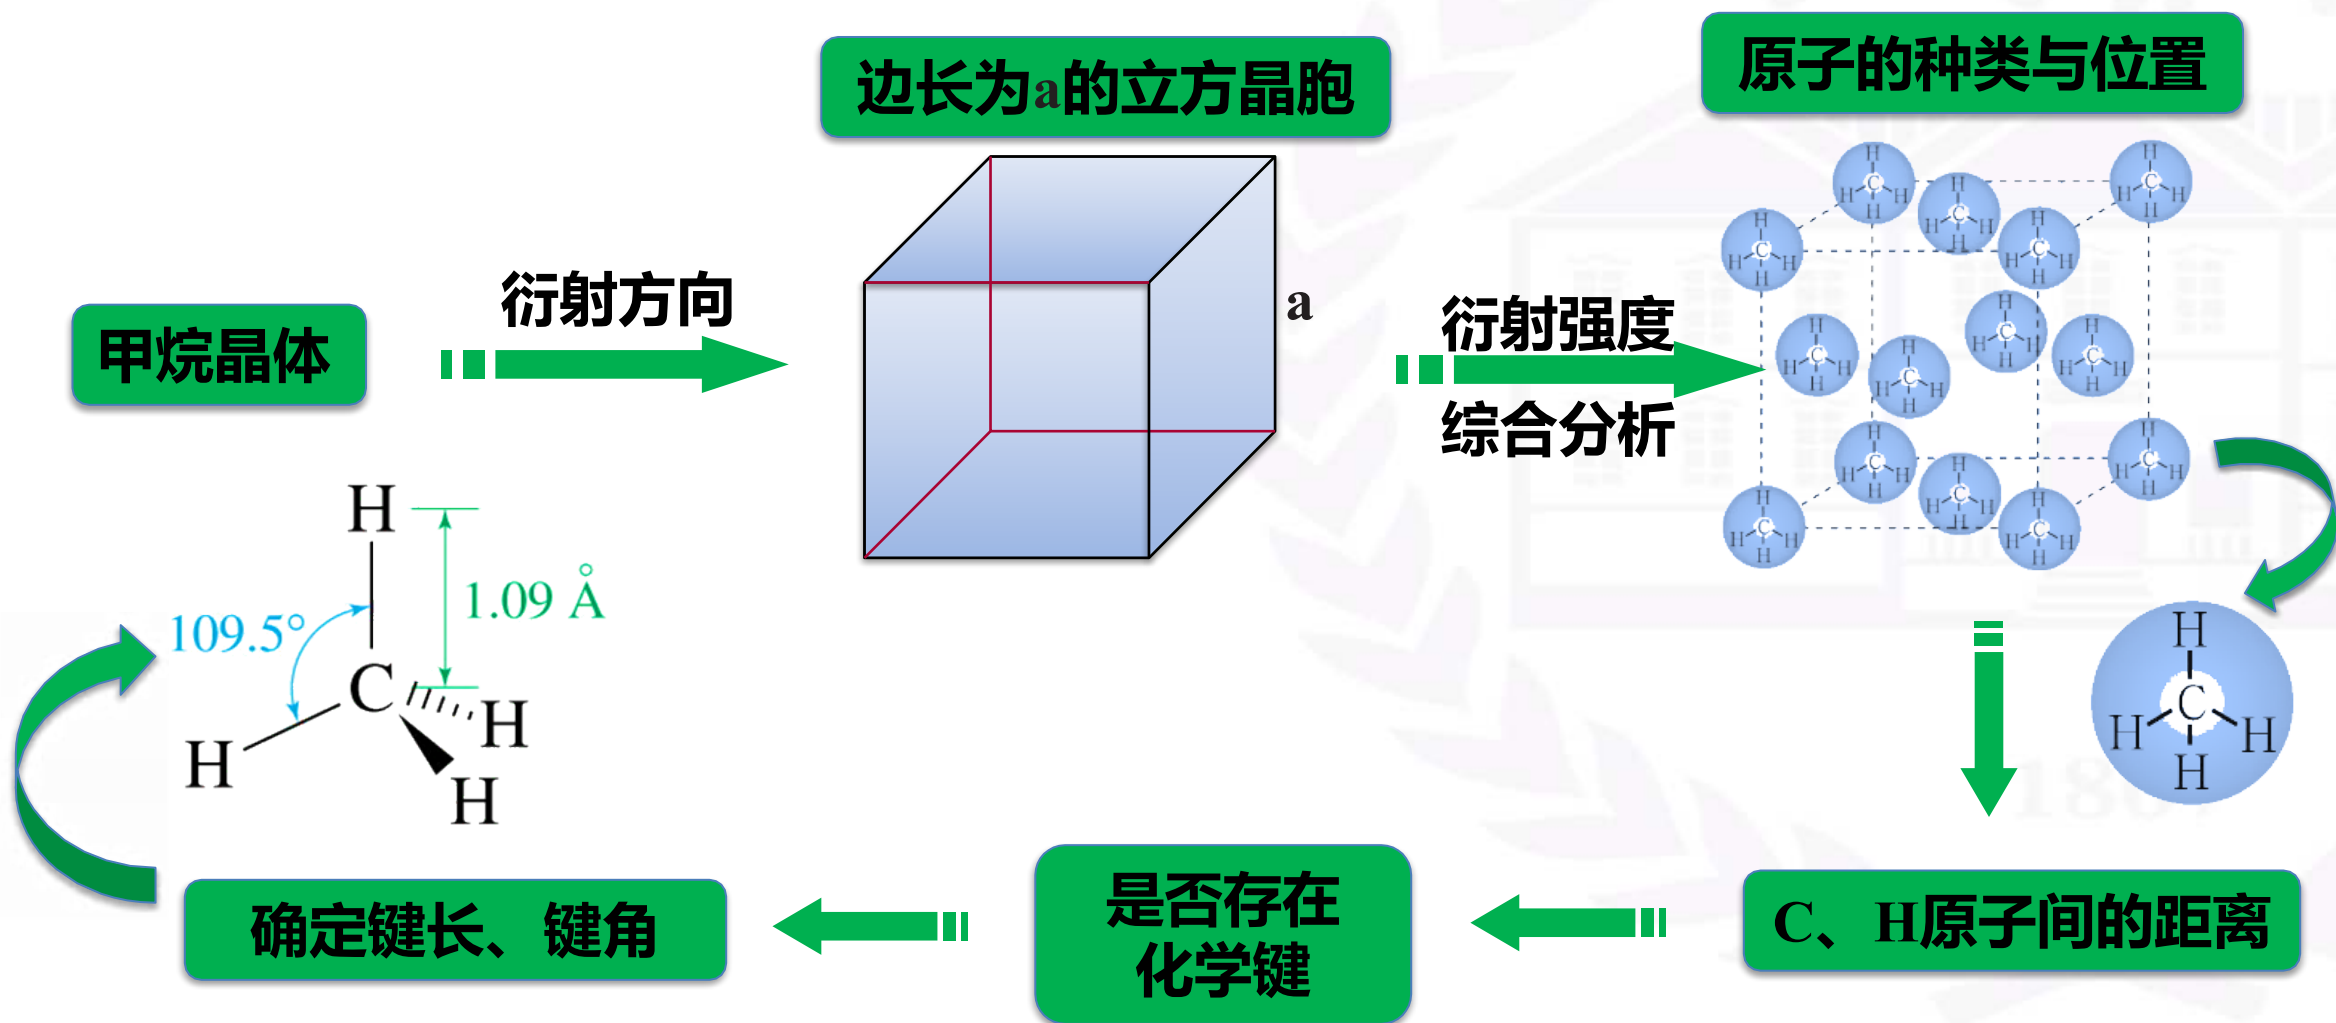 边长为a的立方晶胞
原子的种类与位置
甲烷晶体
衍射方向
a
衍射强度
综合分析
H
1.09 Å
109.5°
C
H
H
H
H
C
H
H
H
C、H原子间的距离
是否存在
化学键
确定键长、键角